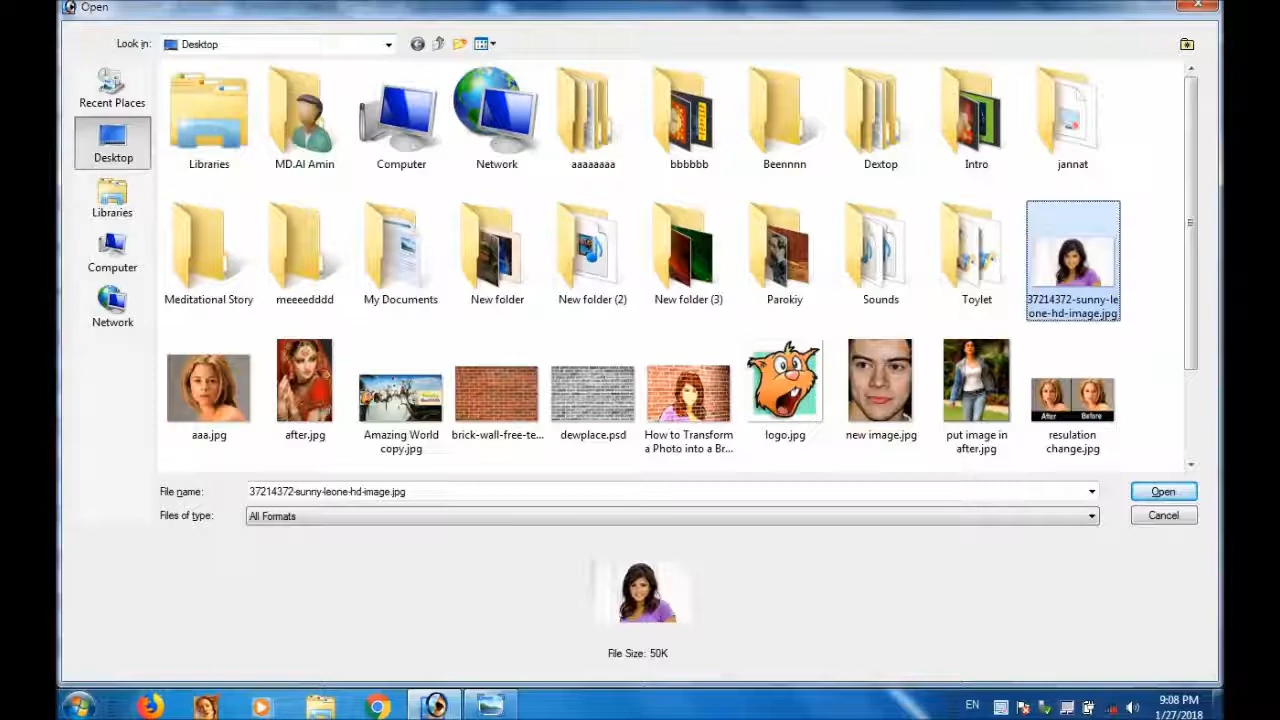 Open
Look in: Desktop
Recent Places
Desktop
Libraries
Computer
Network
Libraries
MD.Al Amin
Computer
Network
aaaaaaaa
bbbbbb
Beennnn
Dextop
Intro
jannat
Meditational Story
meeeedddd
My Documents
New folder
New folder (2)
New folder (3)
Parokiy
Sounds
Toylet
37214372-sunny-le
one-hd-image.jpg
aaa.jpg
after.jpg
Amazing World
copy.jpg
brick-wall-free-te...
dewplace.psd
How to Transform
a Photo into a Br...
logo.jpg
new image.jpg
put image in
after.jpg
resulation
change.jpg
After
Before
File name: 37214372-sunny-leone-hd-image.jpg
Open
Files of type: All Formats
Cancel
File Size: 50K
EN
9:08 PM
1/27/2018